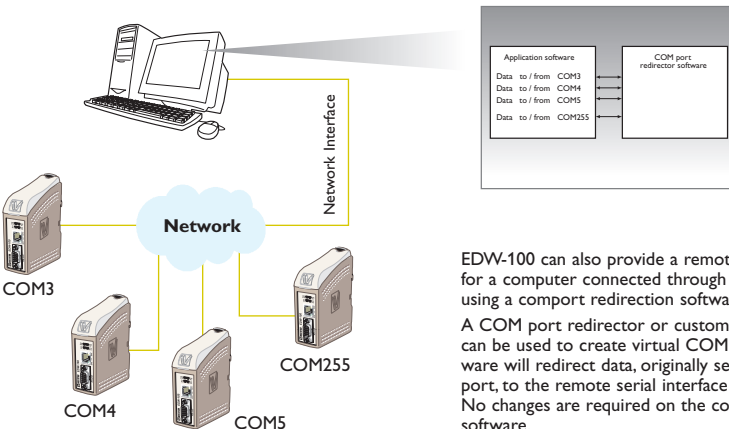 Application software
Data to / from COM3
Data to / from COM4
Data to / from COM5
Data to / from COM255
COM port
redirector software
Network Interface
Network
COM3
COM4
COM5
COM255
EDW-100 can also provide a remot
for a computer connected through
using a comport redirection softwa
A COM port redirector or custom
can be used to create virtual COM
ware will redirect data, originally se
port, to the remote serial interface
No changes are required on the co
software